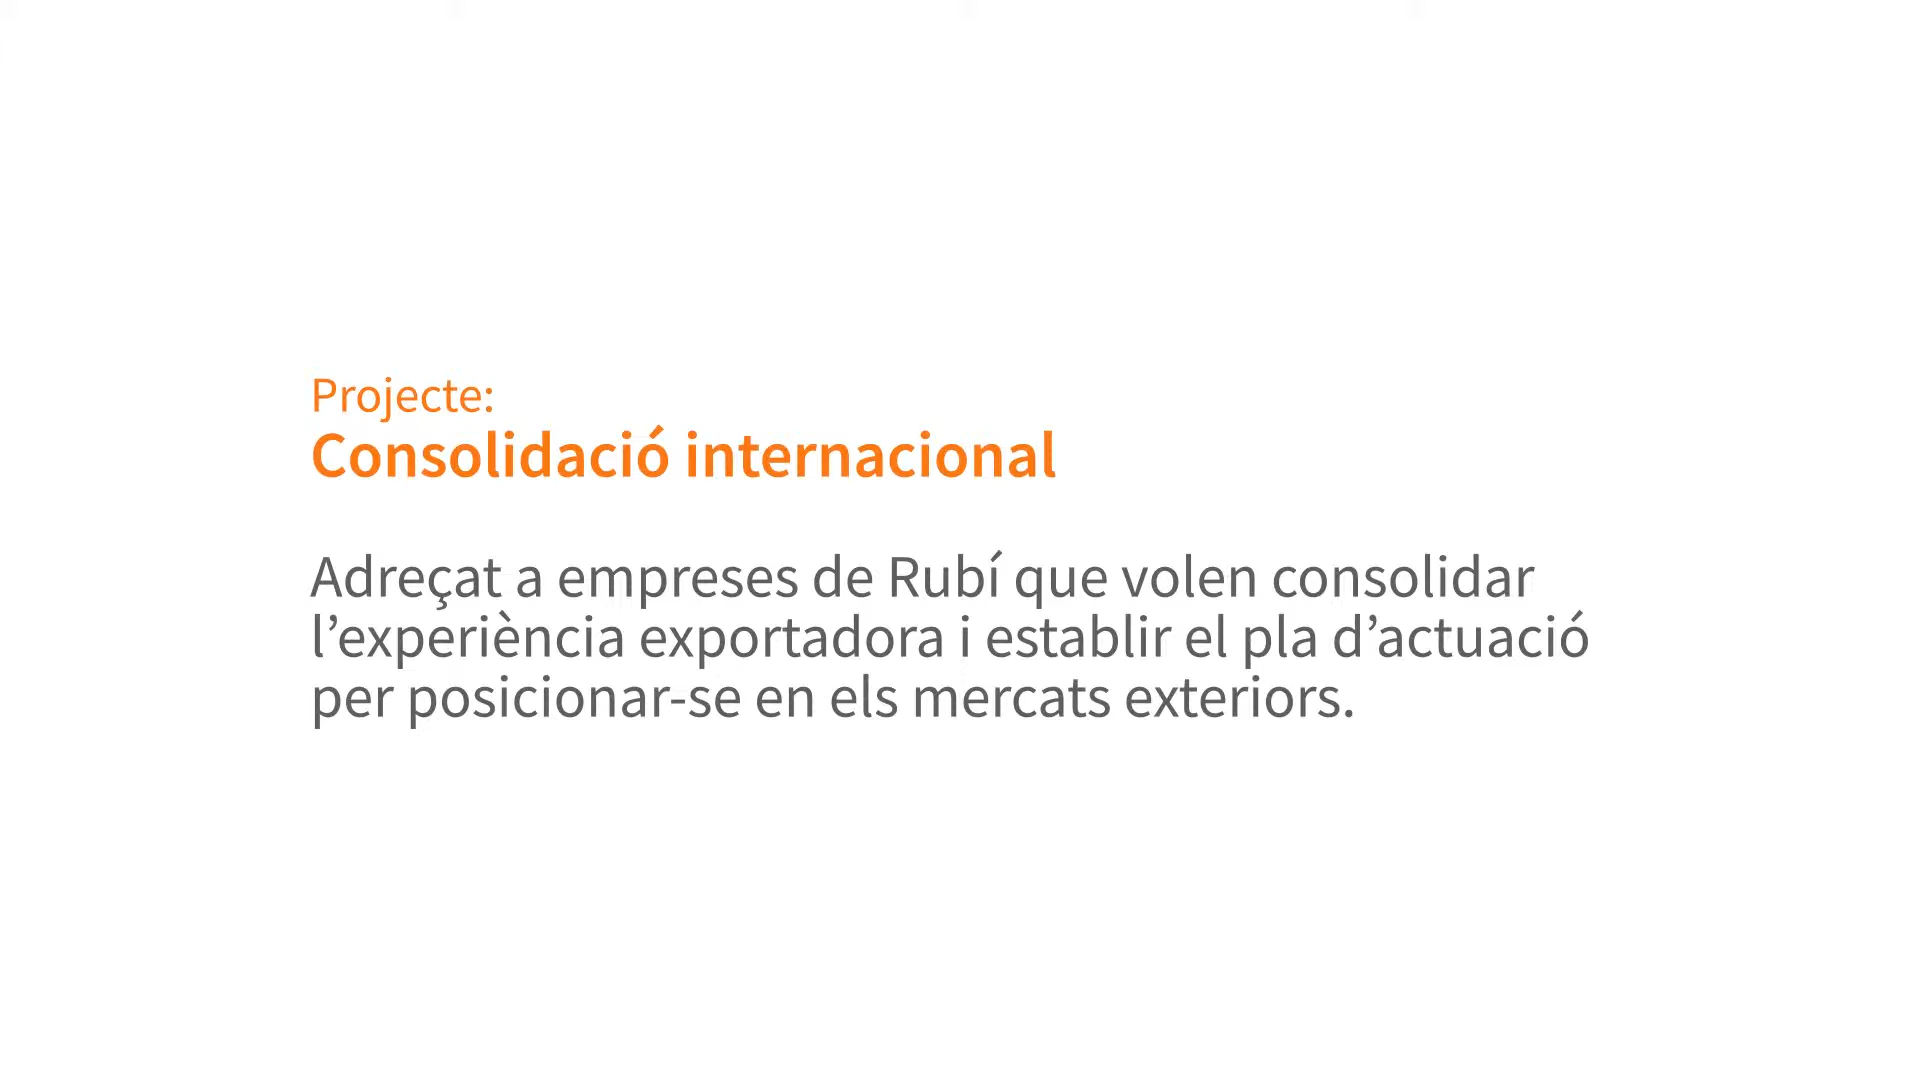 Projecte:
Consolidació internacional
Adreçat a empreses de Rubí que volen consolidar
l’experiència exportadora i establir el pla d’actuació
per posicionar-se en els mercats exteriors.